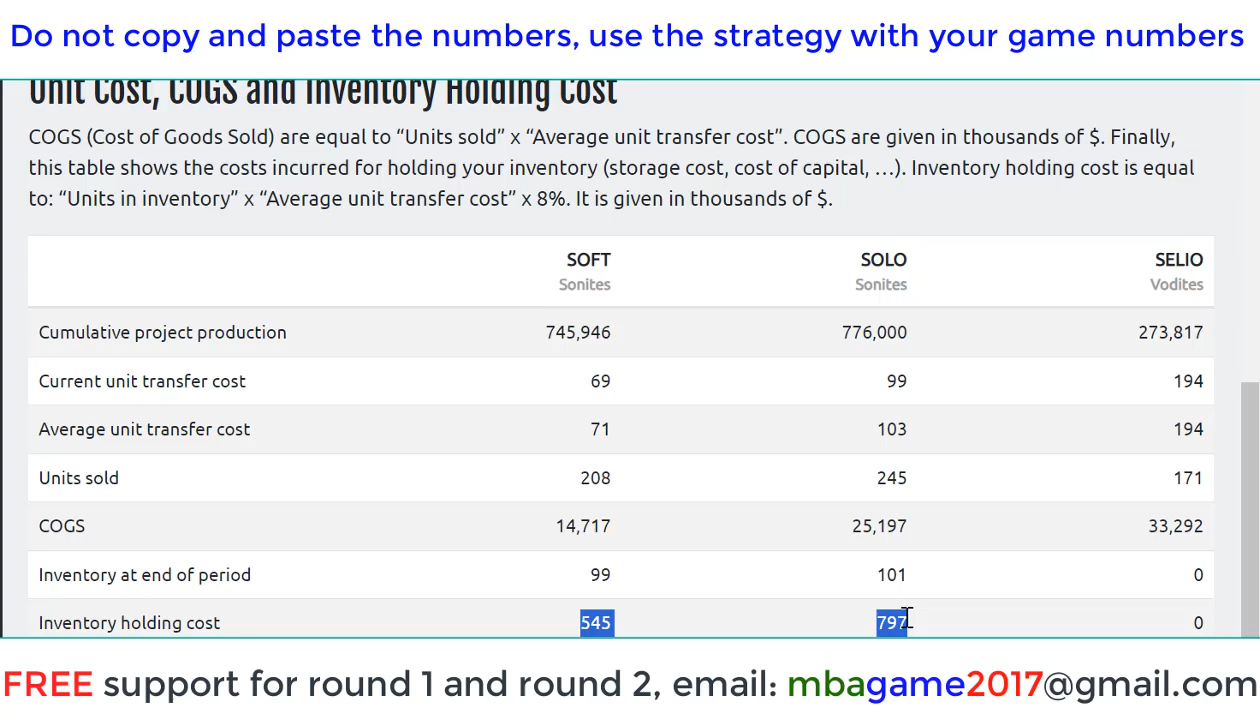 Do not copy and paste the numbers, use the strategy with your game numbers
Unit Cost, COGS and Inventory Holding Cost
COGS (Cost of Goods Sold) are equal to “Units sold” x “Average unit transfer cost”. COGS are given in thousands of $. Finally,
this table shows the costs incurred for holding your inventory (storage cost, cost of capital, …). Inventory holding cost is equal
to: “Units in inventory” x “Average unit transfer cost” x 8%. It is given in thousands of $.
SOFT SOLO SELIO
Sonites Sonites Vodites
Cumulative project production 745,946 776,000 273,817
Current unit transfer cost 69 99 194
Average unit transfer cost 71 103 194
Units sold 208 245 171
COGS 14,717 25,197 33,292
Inventory at end of period 99 101 0
Inventory holding cost 545 797 0
FREE support for round 1 and round 2, email: mbagame2017@gmail.com